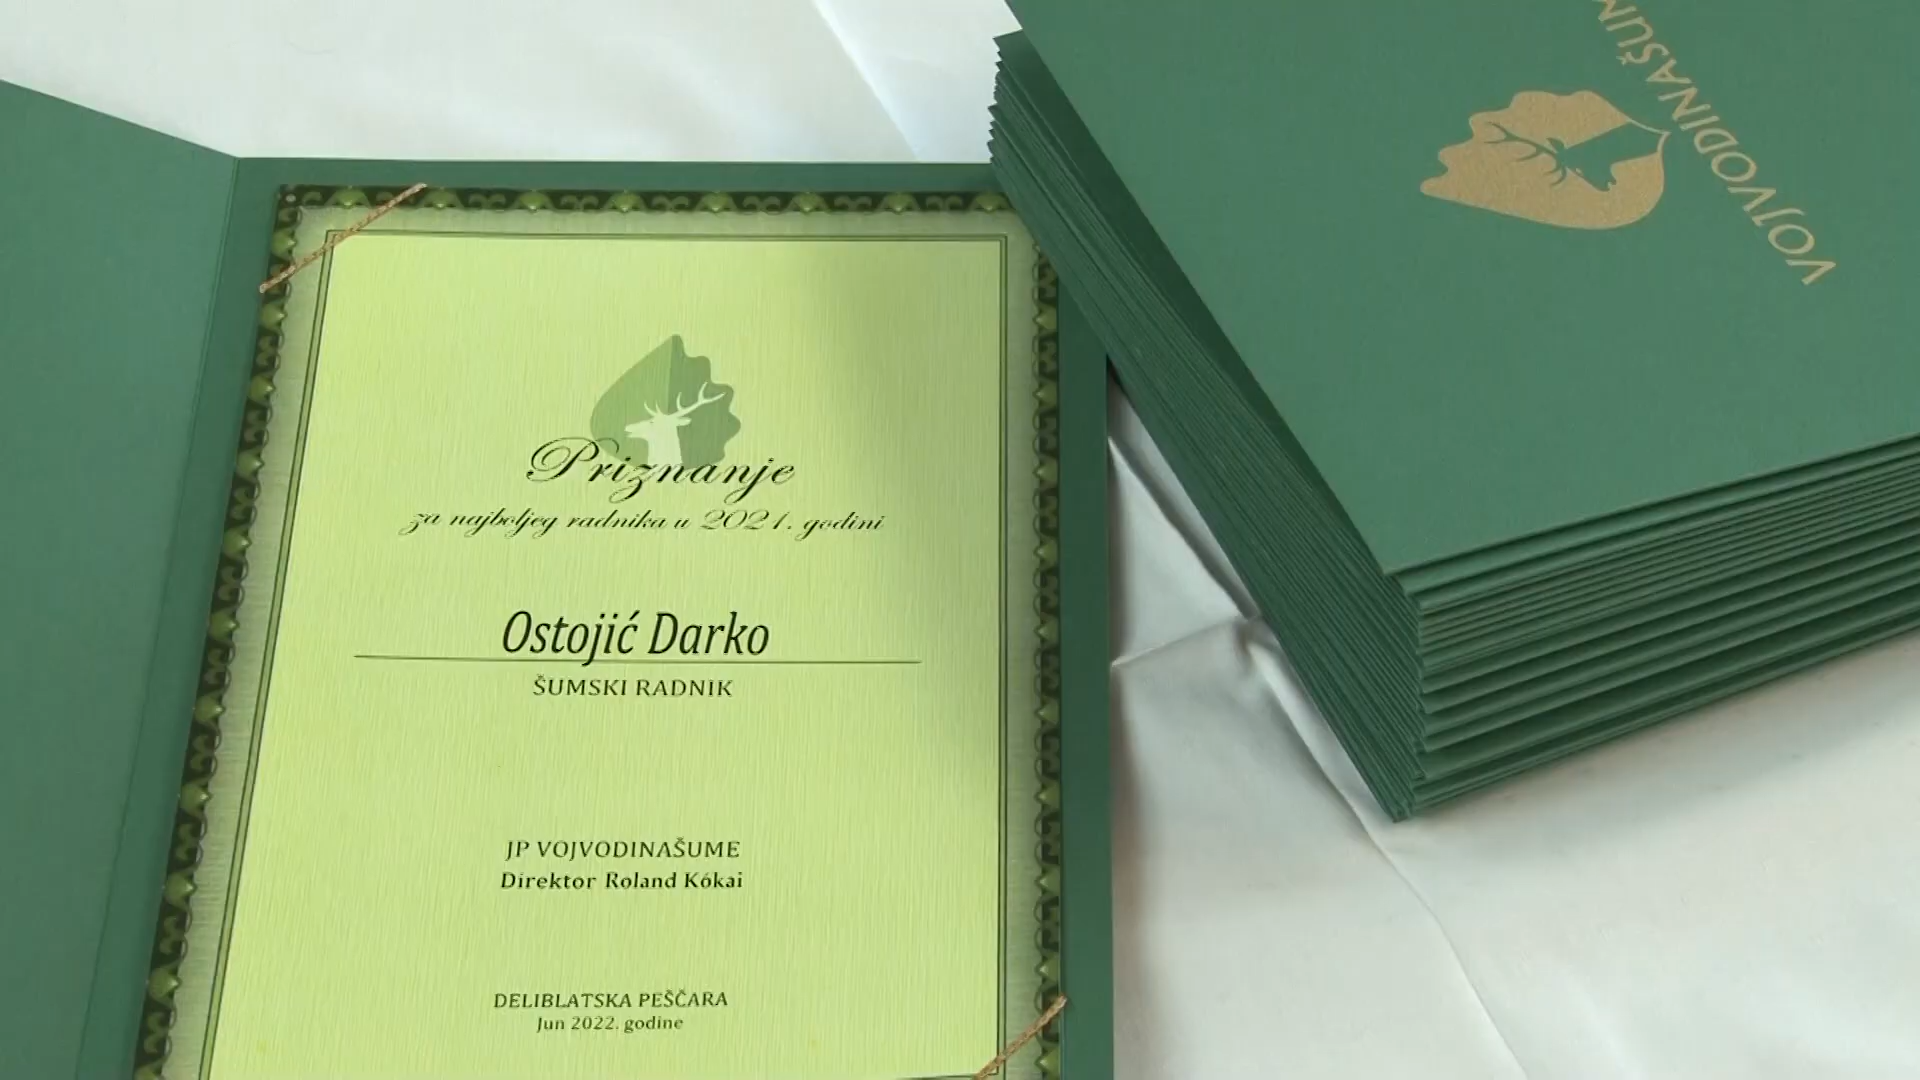 Priznanje
za najboljeg radnika u 2021. godini
Ostojić Darko
ŠUMSKI RADNIK
JP VOJVODINAŠUME
Direktor Roland Kókai
DELIBLATSKA PEŠČARA
Jun 2022. godine
VOJVODINAŠUM